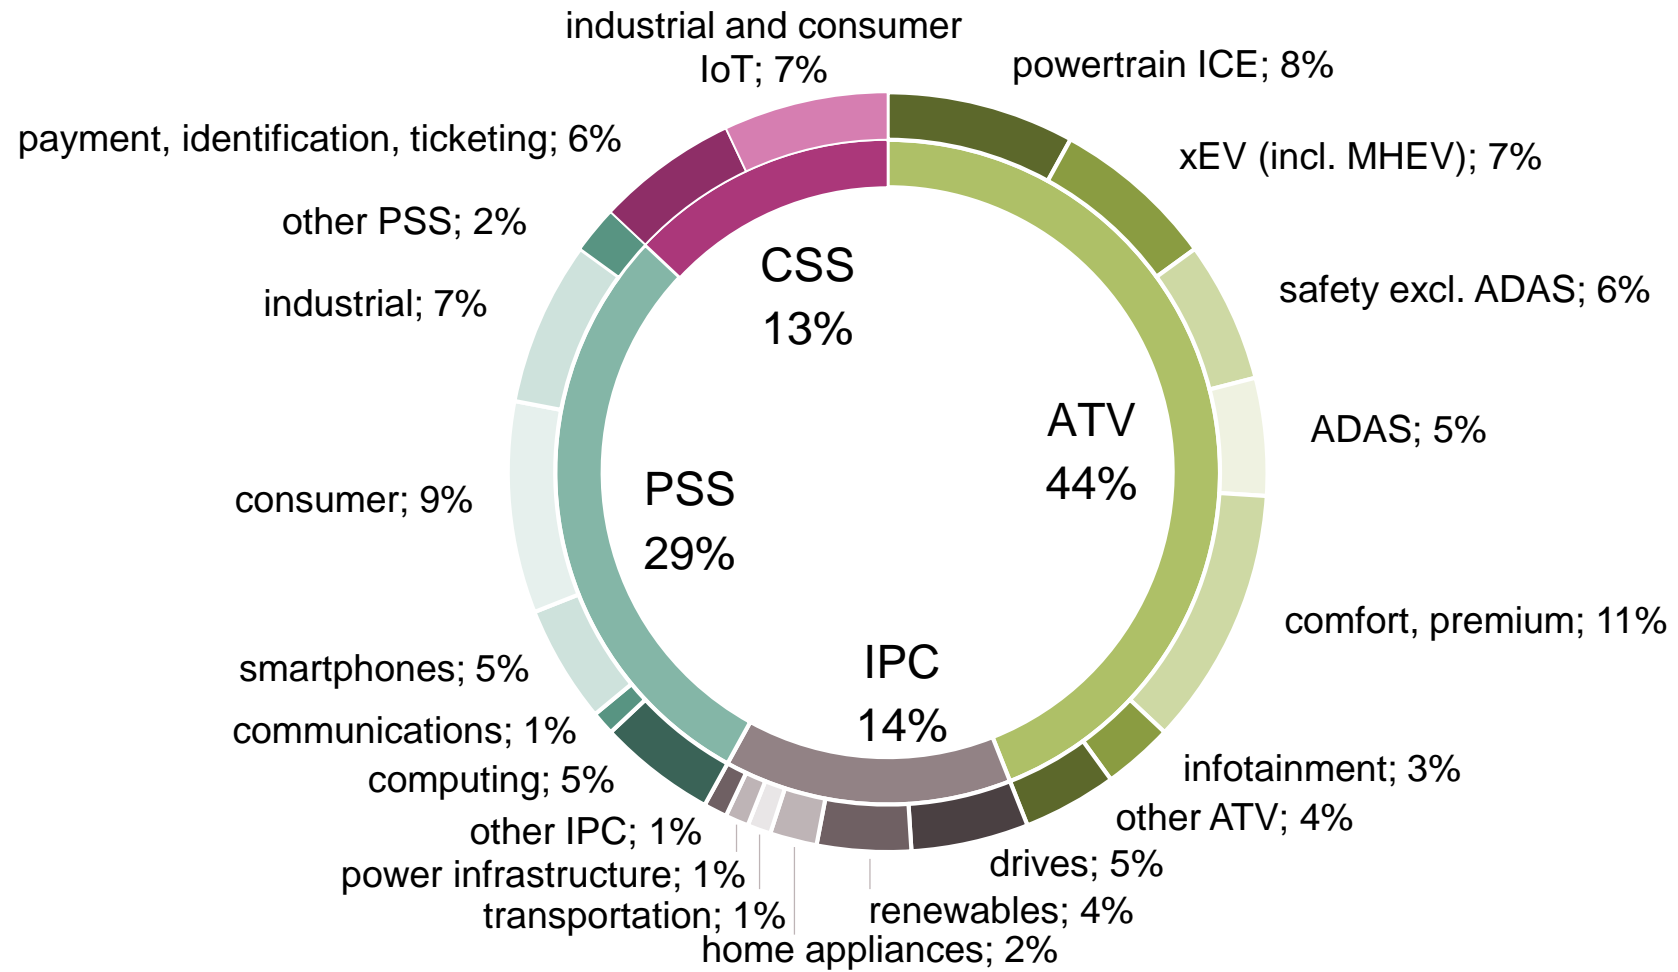 industrial and consumer
IoT; 7%
powertrain ICE; 8%
payment, identification, ticketing; 6%
xEV (incl. MHEV); 7%
other PSS; 2%
CSS
13%
safety excl. ADAS; 6%
industrial; 7%
ATV
44%
ADAS; 5%
consumer; 9%
PSS
29%
comfort, premium; 11%
IPC
14%
smartphones; 5%
communications; 1%
infotainment; 3%
computing; 5%
other ATV; 4%
other IPC; 1%
drives; 5%
power infrastructure; 1%
renewables; 4%
transportation; 1%
home appliances; 2%